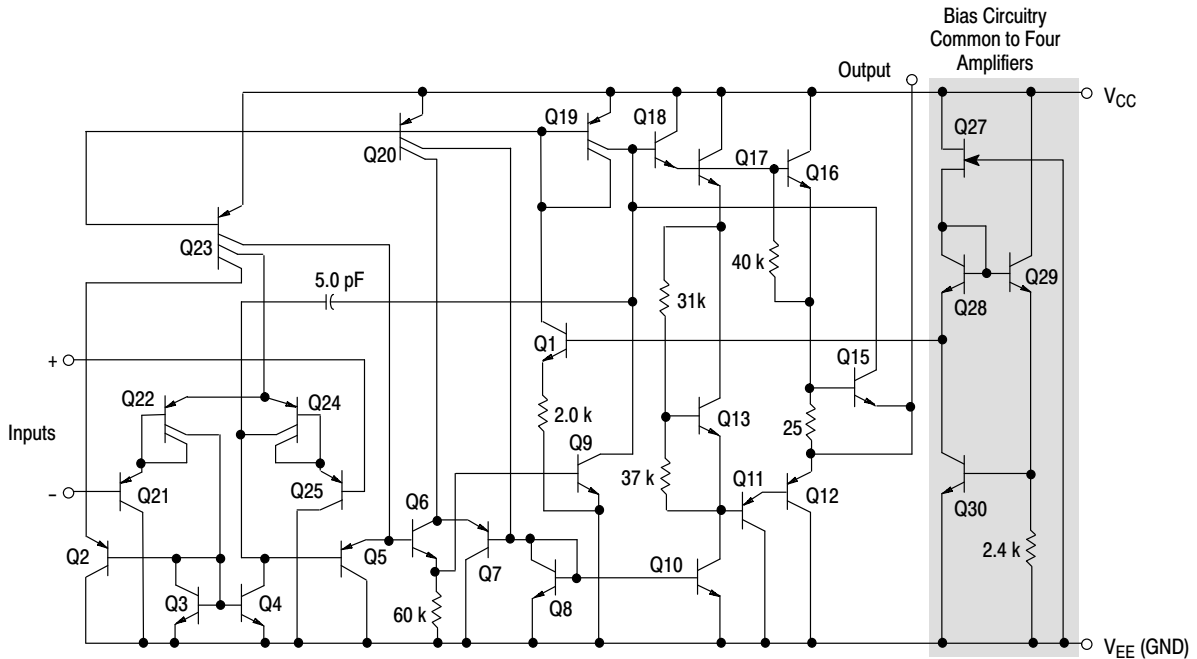 Bias Circuitry
Common to Four
Amplifiers
Output
VCC
Q19
Q18
Q27
Q20
Q17
Q16
Q23
5.0 pF
40 k
Q29
31k
Q28
Q1
+
Q15
Q22
Q24
Q13
2.0 k
25
Inputs
Q9
37 k
Q11
−
Q21
Q25
Q12
Q6
Q30
Q2
Q5
Q7
Q10
2.4 k
Q3
Q4
60 k
Q8
VEE (GND)